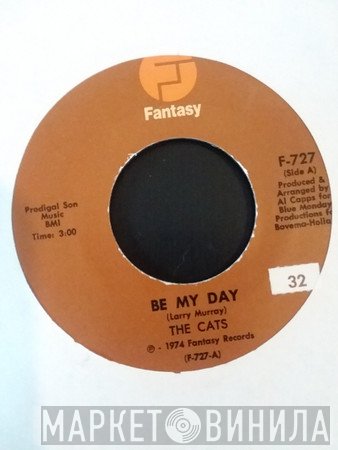 Fantasy
F-727
(Side A)
Produced &
Arranged by
Al Capps for
Blue Monday
Productions for
Bovema-Holla
Prodigal Son
Music
BMI
Time: 3:00
32
BE MY DAY
(Larry Murray)
THE CATS
℗ - 1974 Fantasy Records
(F-727-A)
МАРКЕТ ВИНИЛА